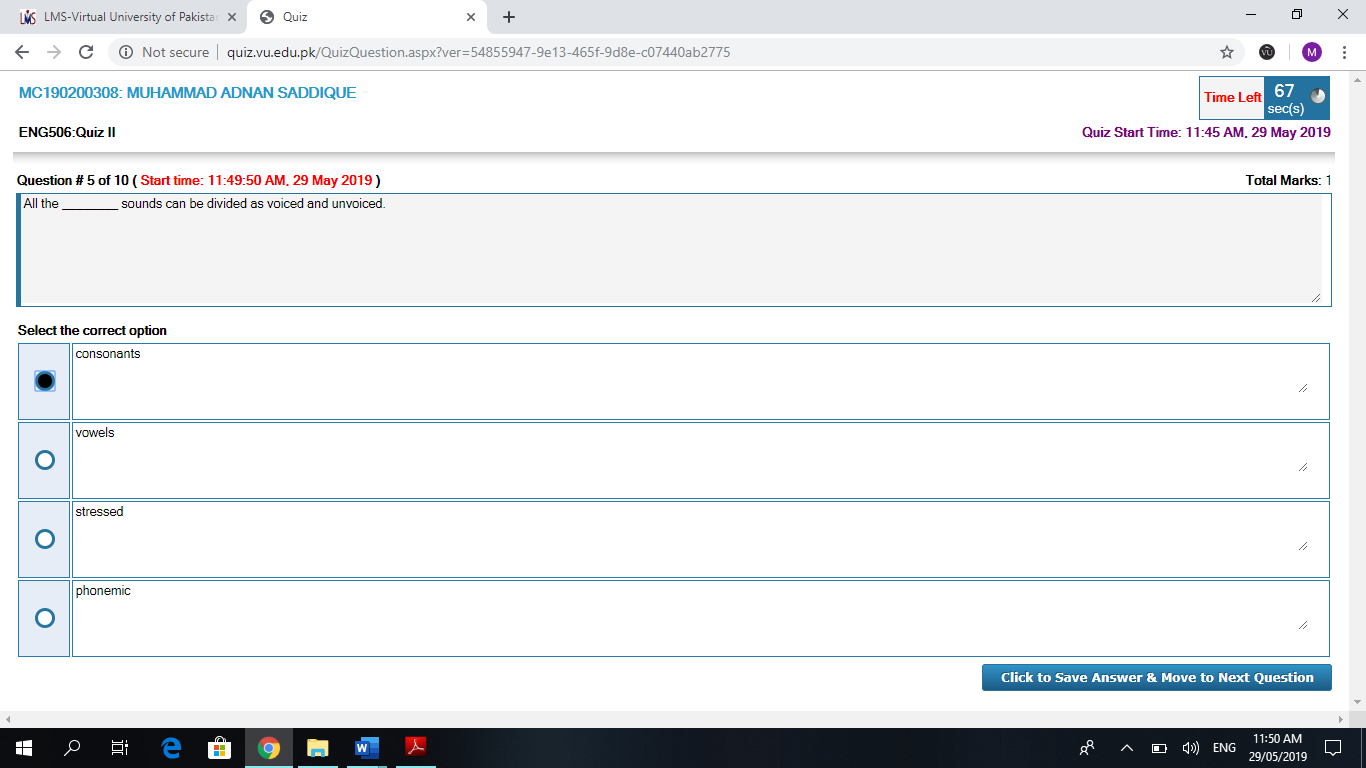 LMS-Virtual University of Pakista
Quiz
Not secure
quiz.vu.edu.pk/QuizQuestion.aspx?ver=54855947-9e13-465f-9d8e-c07440ab2775
VU
M
MC190200308: MUHAMMAD ADNAN SADDIQUE
Time Left
67
sec(s)
ENG506:Quiz II
Quiz Start Time: 11:45 AM, 29 May 2019
Question # 5 of 10 ( Start time: 11:49:50 AM, 29 May 2019 )
Total Marks: 1
All the ________ sounds can be divided as voiced and unvoiced.
Select the correct option
consonants
vowels
stressed
phonemic
Click to Save Answer & Move to Next Question
ENG
11:50 AM
29/05/2019